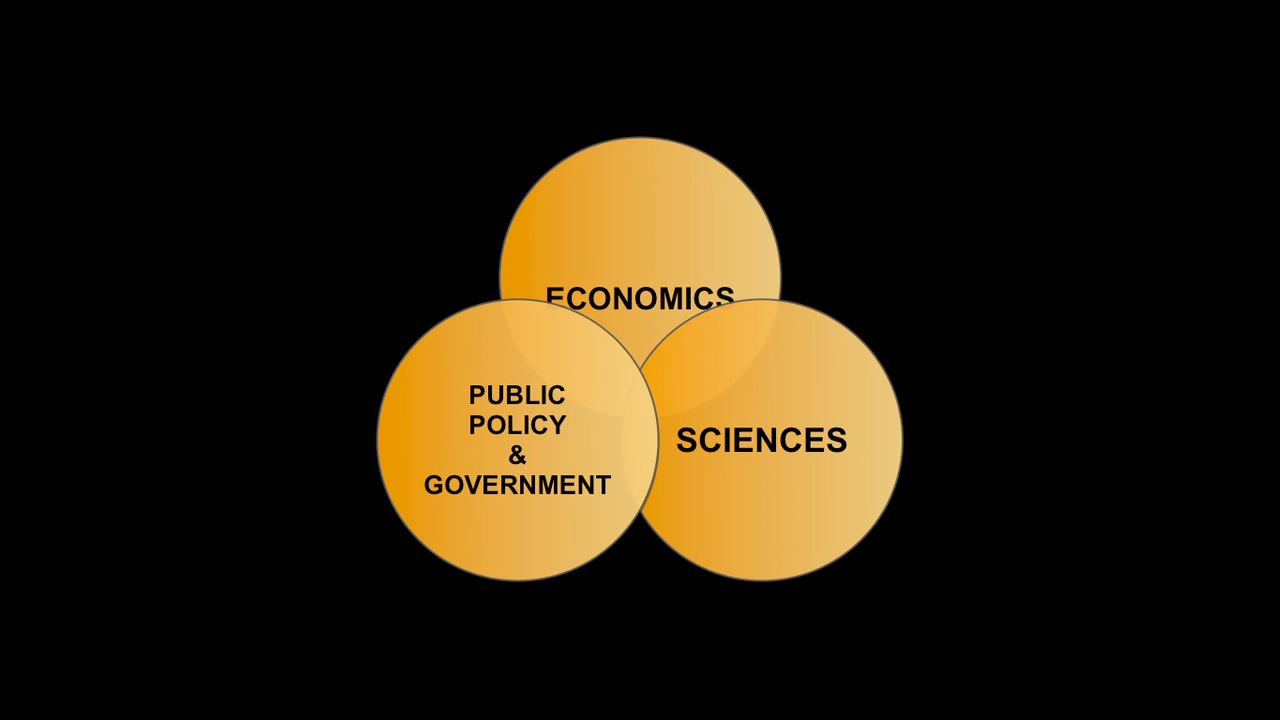 ECONOMICS
PUBLIC
POLICY
&
GOVERNMENT
SCIENCES